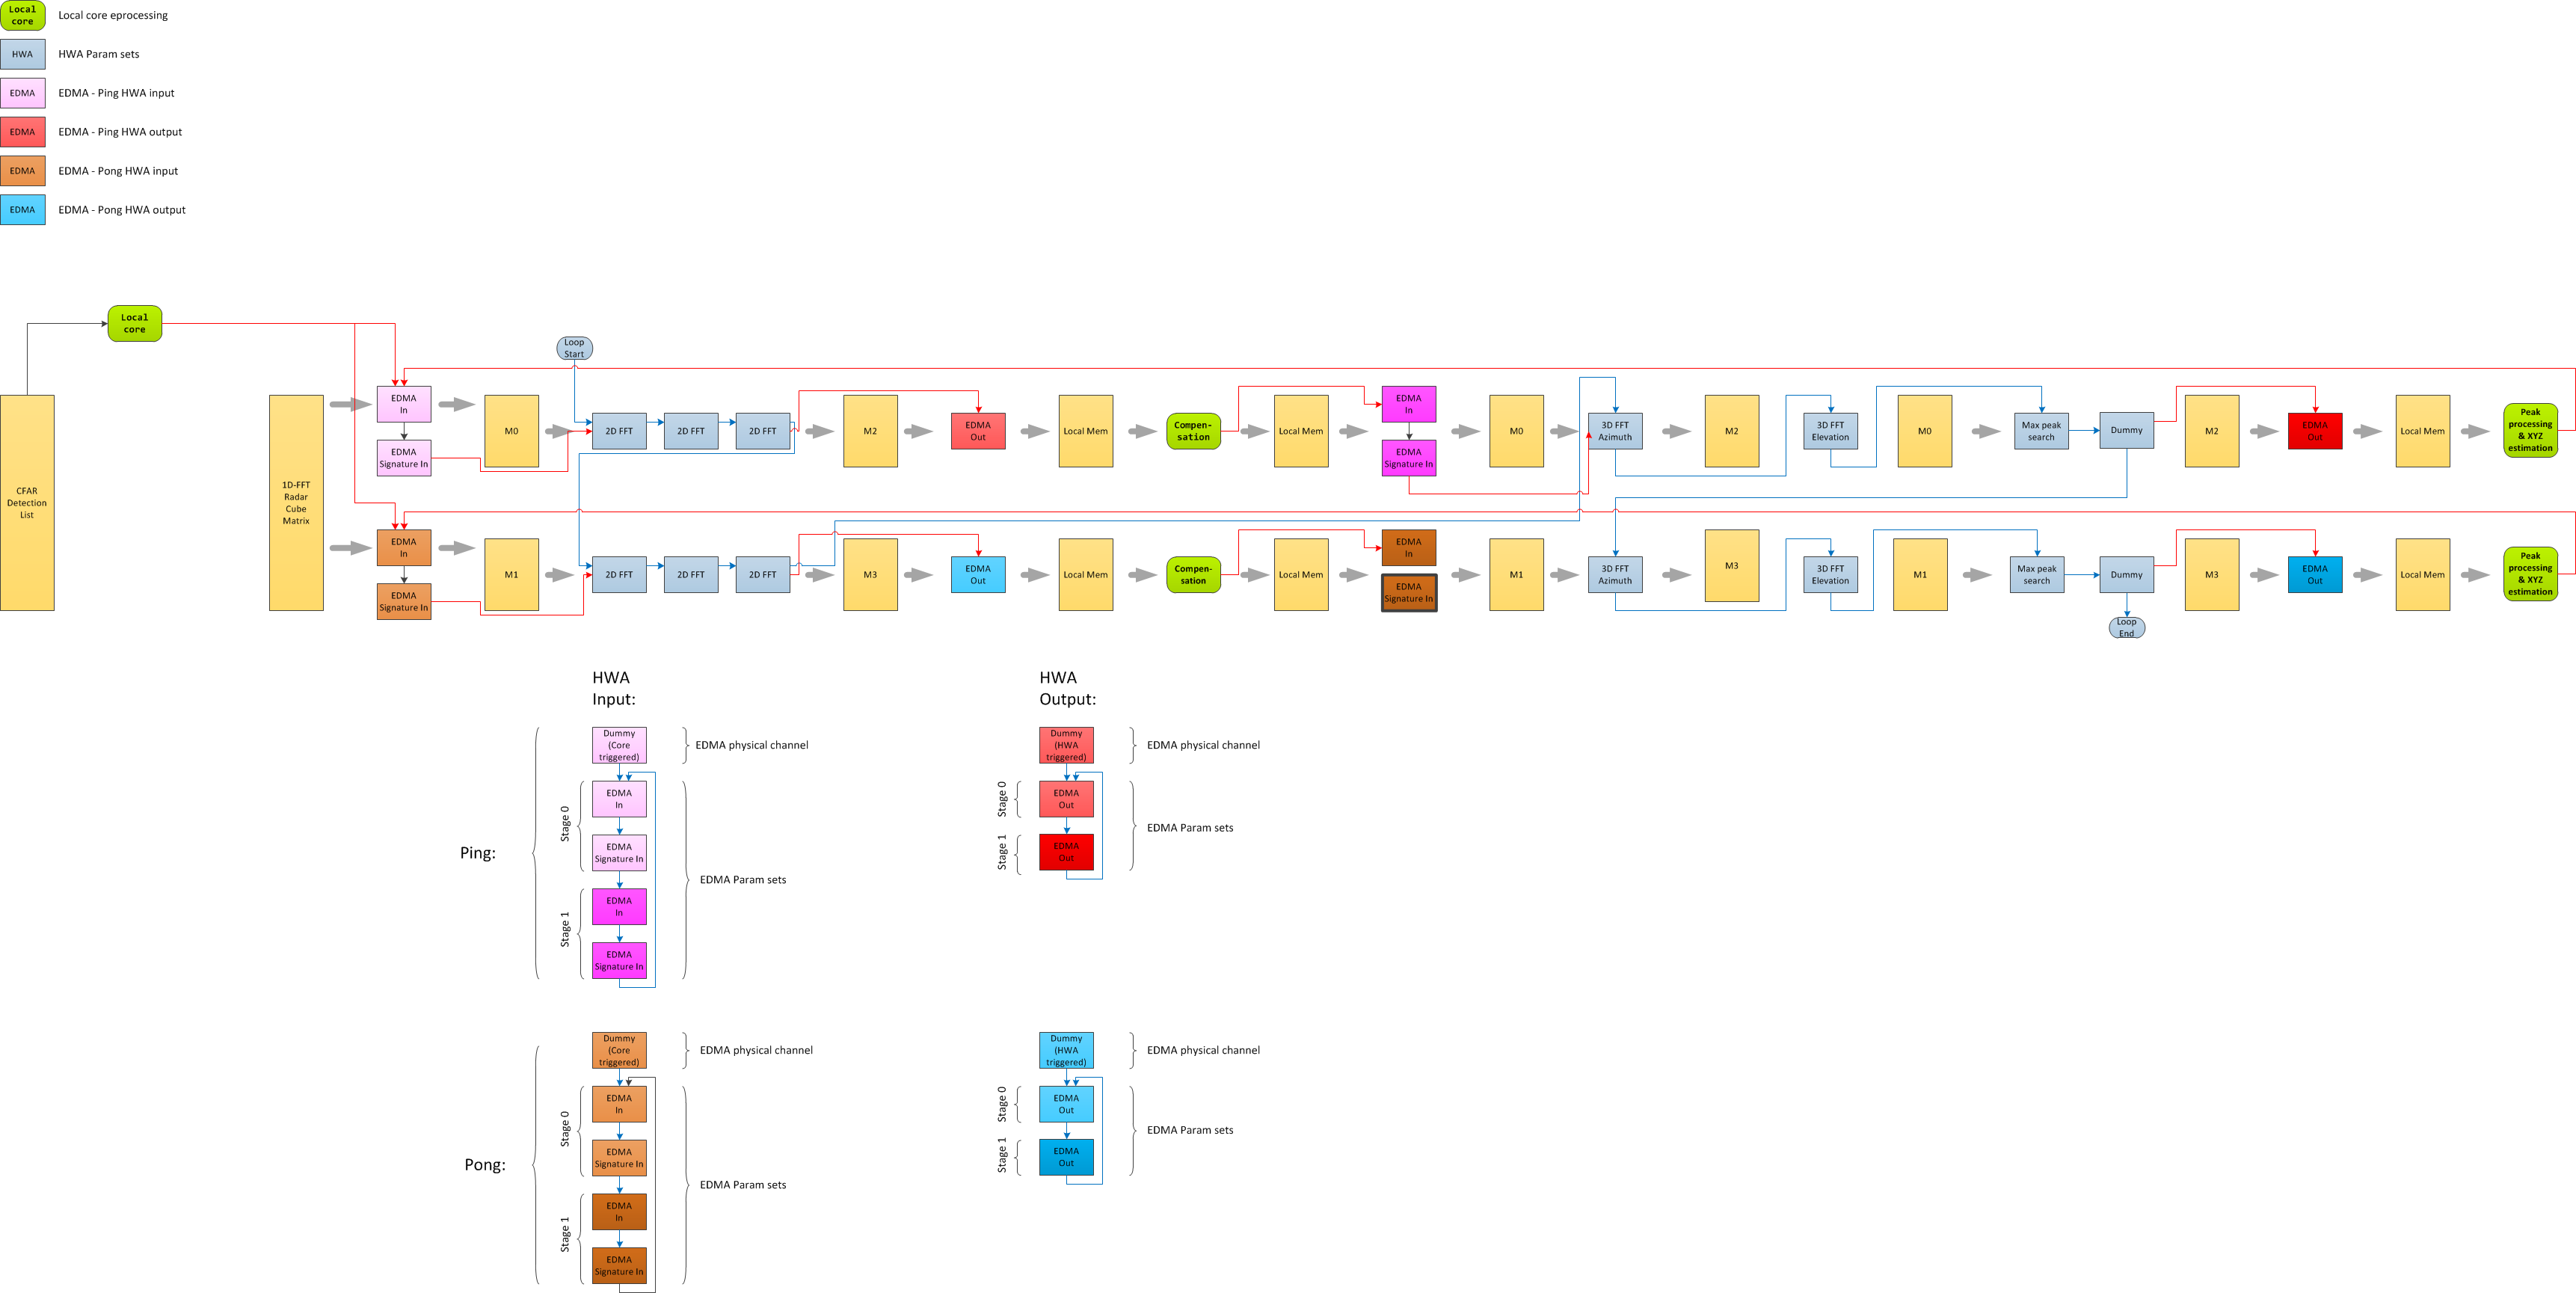 Local
core
Local core eprocessing
HWA
HWA Param sets
EDMA
EDMA - Ping HWA input
EDMA
EDMA - Ping HWA output
EDMA
EDMA - Pong HWA input
EDMA
EDMA - Pong HWA output
Local
core
Loop
Start
CFAR
Detection
List
1D-FFT
Radar
Cube
Matrix
EDMA
In
EDMA
Signature In
M0
2D FFT
2D FFT
2D FFT
M2
EDMA
Out
Local Mem
Compen-
sation
Local Mem
EDMA
In
EDMA
Signature In
M0
3D FFT
Azimuth
M2
3D FFT
Elevation
M0
Max peak
search
Dummy
M2
EDMA
Out
Local Mem
Peak
processing
& XYZ
estimation
EDMA
In
EDMA
Signature In
M1
2D FFT
2D FFT
2D FFT
M3
EDMA
Out
Local Mem
Compen-
sation
Local Mem
EDMA
In
EDMA
Signature In
M1
3D FFT
Azimuth
M3
3D FFT
Elevation
M1
Max peak
search
Dummy
Loop
End
M3
EDMA
Out
Local Mem
Peak
processing
& XYZ
estimation
HWA
Input:
HWA
Output:
Ping:
Dummy
(Core
triggered)
EDMA physical channel
Stage 0
EDMA
In
EDMA
Signature In
Stage 1
EDMA
In
EDMA
Signature In
EDMA Param sets
Dummy
(HWA
triggered)
EDMA physical channel
Stage 0
EDMA
Out
Stage 1
EDMA
Out
EDMA Param sets
Pong:
Dummy
(Core
triggered)
EDMA physical channel
Stage 0
EDMA
In
EDMA
Signature In
Stage 1
EDMA
In
EDMA
Signature In
EDMA Param sets
Dummy
(HWA
triggered)
EDMA physical channel
Stage 0
EDMA
Out
Stage 1
EDMA
Out
EDMA Param sets